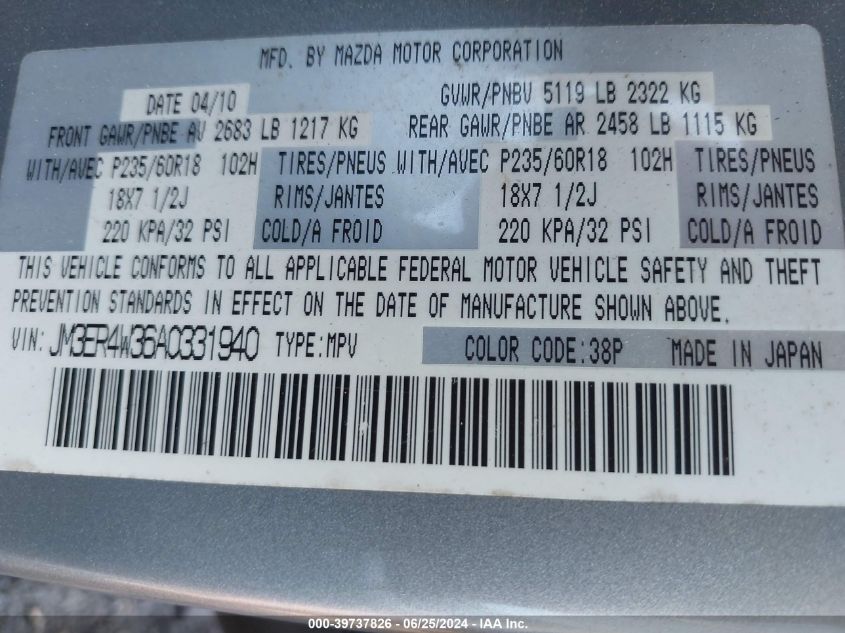 MFD. BY MAZDA MOTOR CORPORATION
DATE 04/10 GVWR/PNBV 5119 LB 2322 KG
FRONT GAWR/PNBE AV 2683 LB 1217 KG REAR GAWR/PNBE AR 2458 LB 1115 KG
WITH/AVEC P235/60R18 102H TIRES/PNEUS WITH/AVEC P235/60R18 102H TIRES/PNEUS
18X7 1/2J RIMS/JANTES 18X7 1/2J RIMS/JANTES
220 KPA/32 PSI COLD/A FROID 220 KPA/32 PSI COLD/A FROID
THIS VEHICLE CONFORMS TO ALL APPLICABLE FEDERAL MOTOR VEHICLE SAFETY AND THEFT
PREVENTION STANDARDS IN EFFECT ON THE DATE OF MANUFACTURE SHOWN ABOVE.
VIN: JM3ER4W36A0331940 TYPE:MPV COLOR CODE:38P MADE IN JAPAN
000-39737826 - 06/25/2024 - IAA Inc.